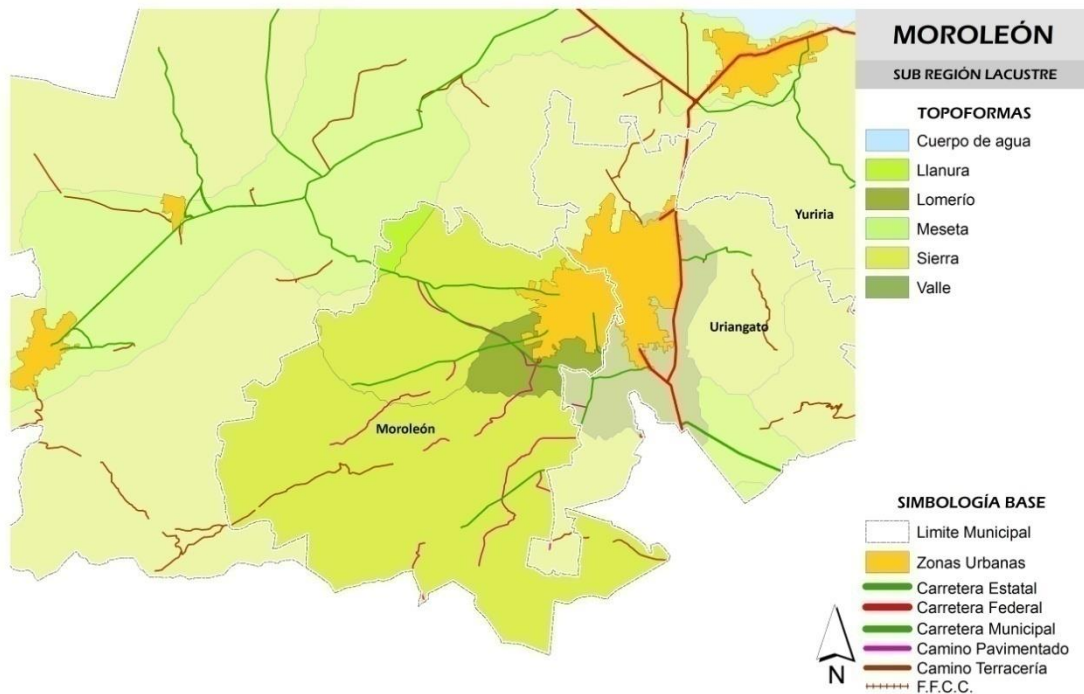 MOROLEÓN
SUB REGIÓN LACUSTRE
TOPOFORMAS
Cuerpo de agua
Llanura
Lomerío
Meseta
Sierra
Valle
Yuriria
Uriangato
Moroleón
SIMBOLOGÍA BASE
Limite Municipal
Zonas Urbanas
Carretera Estatal
Carretera Federal
Carretera Municipal
Camino Pavimentado
Camino Terracería
F.F.C.C.
N